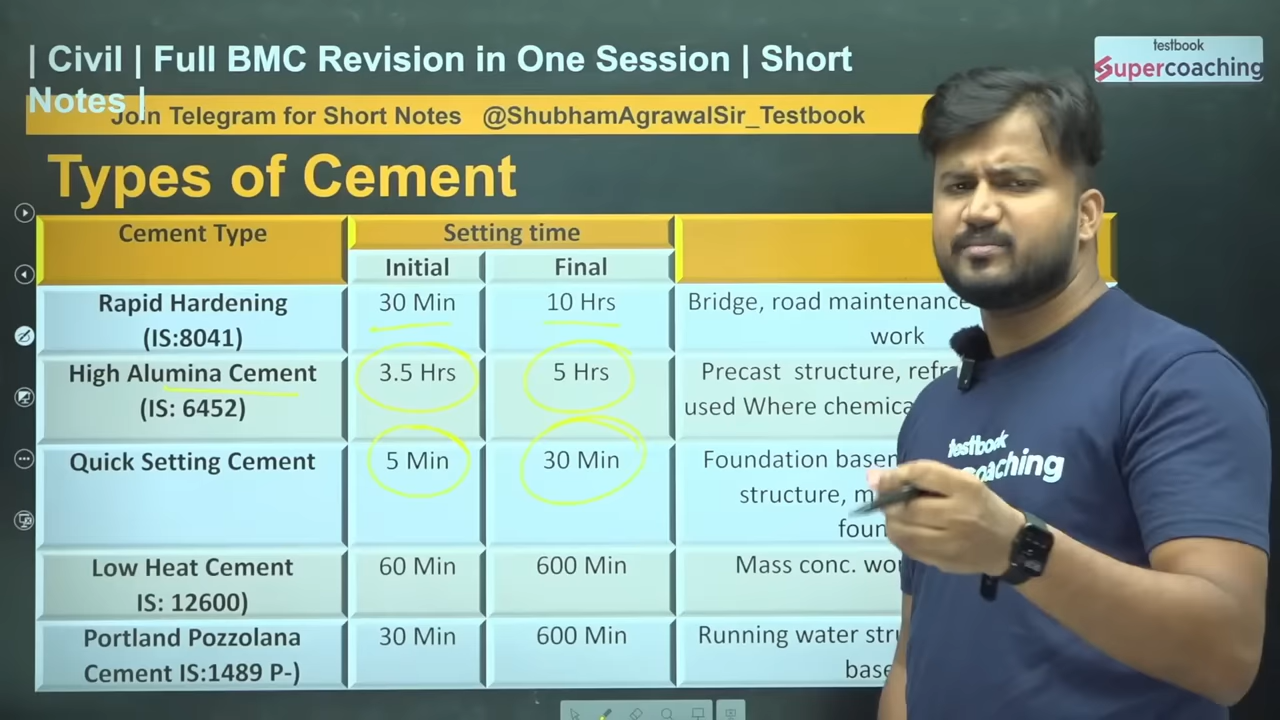 | Civil | Full BMC Revision in One Session | Short
Notes |
testbook
Supercoaching
Join Telegram for Short Notes @ShubhamAgrawalSir_Testbook
Types of Cement
Cement Type
Setting time
Initial
Final
Rapid Hardening
(IS:8041)
30 Min
10 Hrs
Bridge, road maintenance
work
High Alumina Cement
(IS: 6452)
3.5 Hrs
5 Hrs
Precast structure,
used Where
Quick Setting Cement
5 Min
30 Min
Foundation
structure,
Low Heat Cement
IS: 12600)
60 Min
600 Min
Mass conc.
Portland Pozzolana
Cement IS:1489 P-)
30 Min
600 Min
Running water
testbook